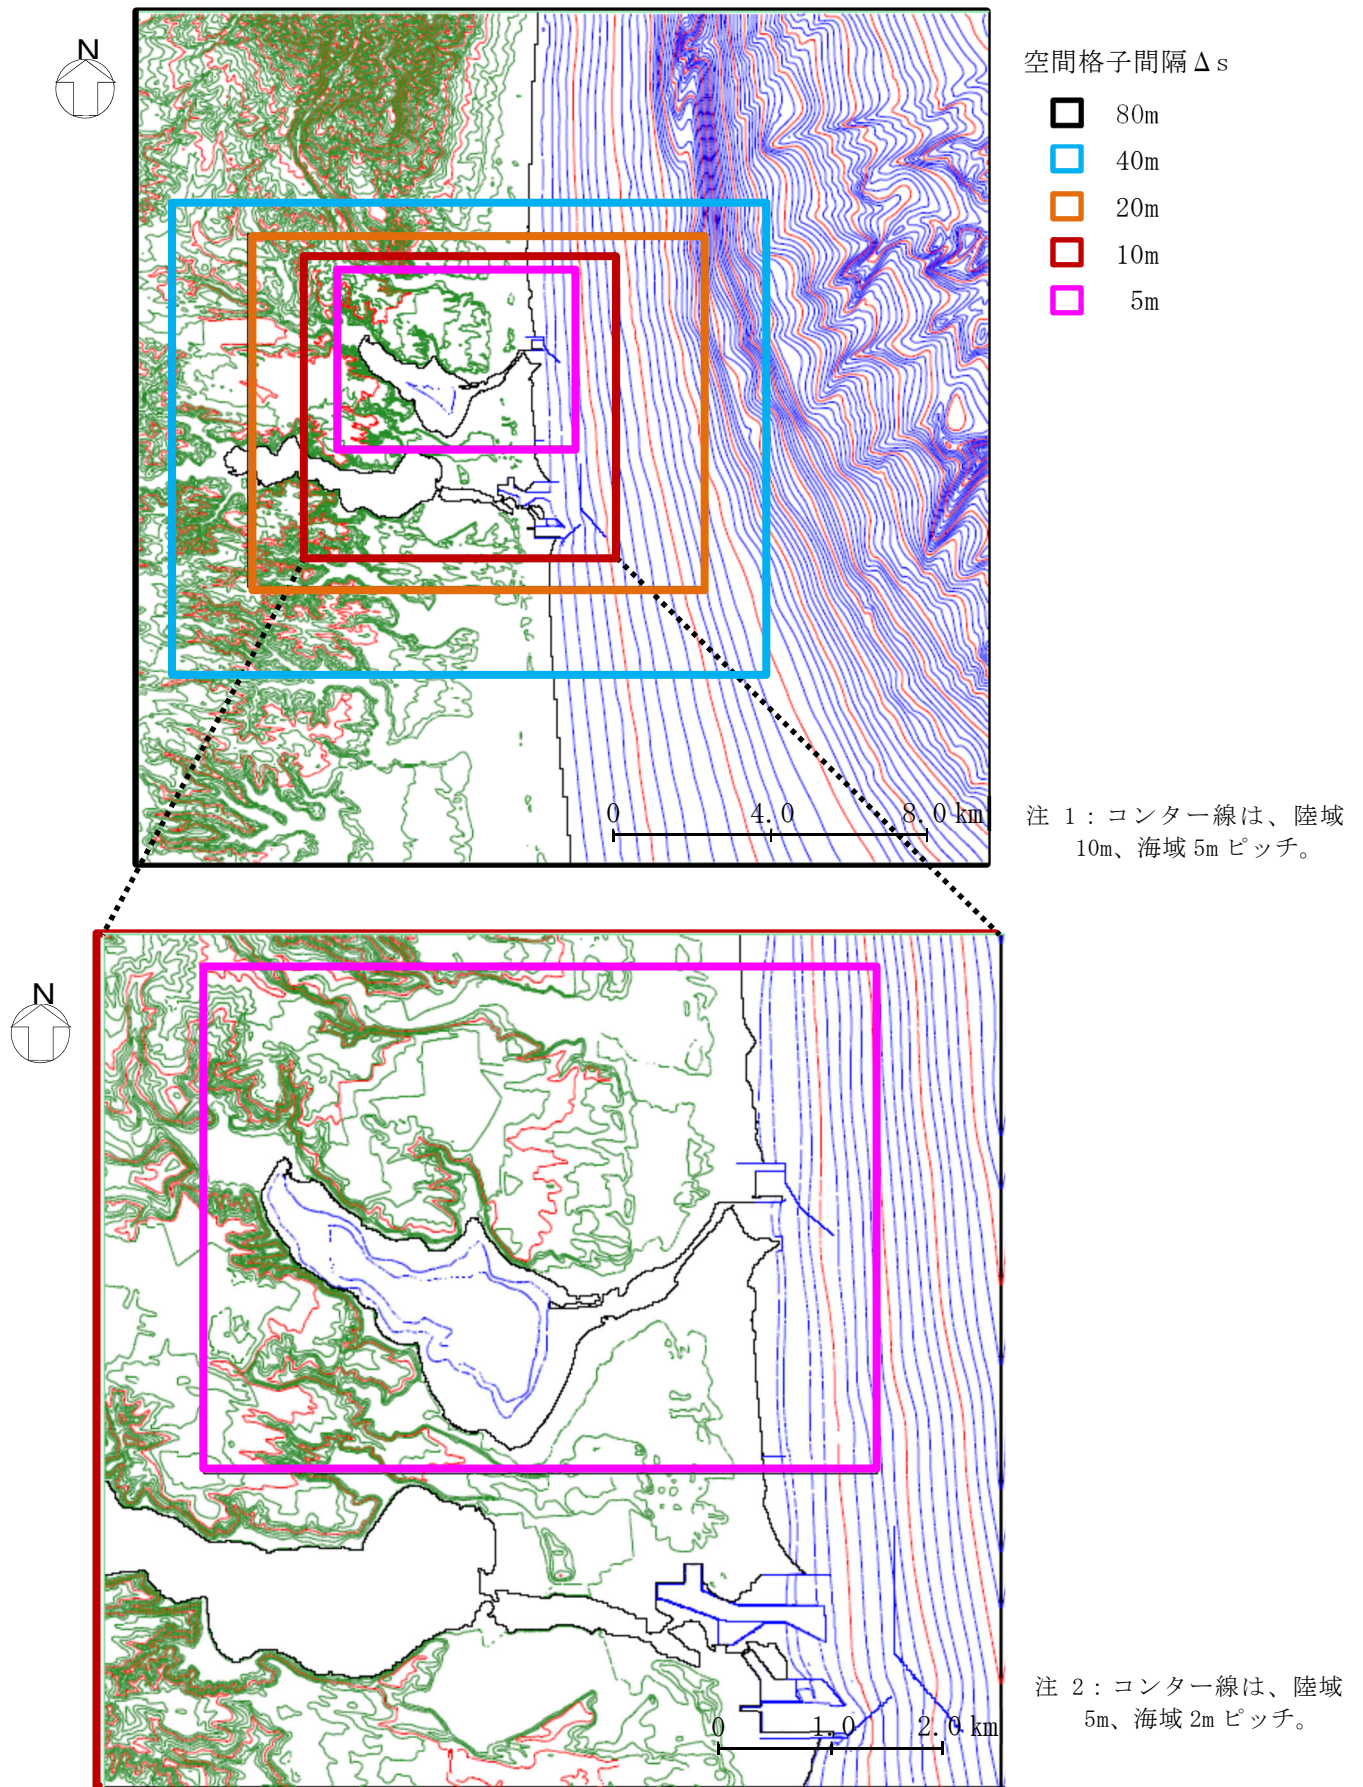 N
空間格子間隔Δs
80m
40m
20m
10m
5m
0 4.0 8.0 km
注 1：コンター線は、陸域
10m、海域 5m ピッチ。
N
注 2：コンター線は、陸域
5m、海域 2m ピッチ。
0 1.0 2.0 km